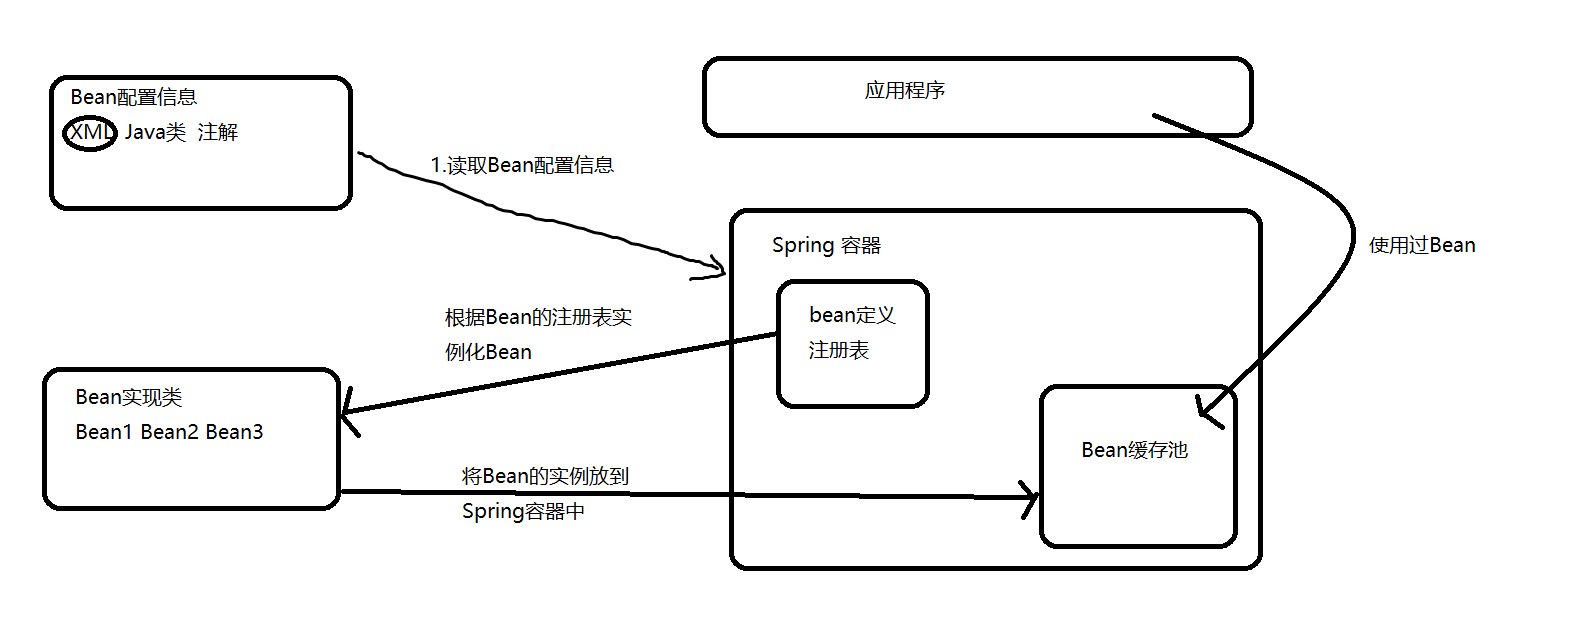 Bean配置信息
XML Java类 注解
1.读取Bean配置信息
应用程序
Spring 容器
使用过Bean
bean定义
注册表
根据Bean的注册表实
例化Bean
Bean实现类
Bean1 Bean2 Bean3
将Bean的实例放到
Spring容器中
Bean缓存池